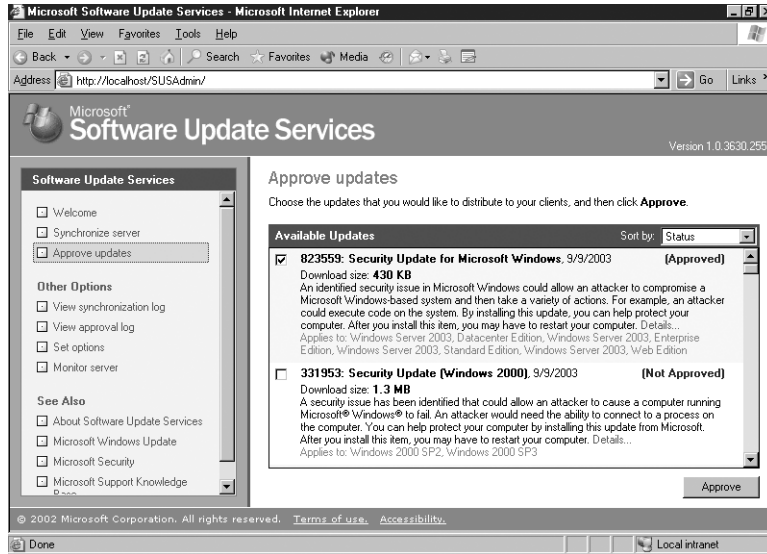 Microsoft Software Update Services - Microsoft Internet Explorer
File Edit View Favorites Tools Help
Back Search Favorites Media
Address http://localhost/SUSAdmin/ Go Links
Microsoft®
Software Update Services
Version 1.0.3630.255
Software Update Services
Welcome
Synchronize server
Approve updates
Other Options
View synchronization log
View approval log
Set options
Monitor server
See Also
About Software Update Services
Microsoft Windows Update
Microsoft Security
Microsoft Support Knowledge
Approve updates
Choose the updates that you would like to distribute to your clients, and then click Approve.
Available Updates Sort by: Status
823559: Security Update for Microsoft Windows, 9/9/2003 (Approved)
Download size: 430 KB
An identified security issue in Microsoft Windows could allow an attacker to compromise a
Microsoft Windows-based system and then take a variety of actions. For example, an attacker
could execute code on the system. By installing this update, you can help protect your
computer. After you install this item, you may have to restart your computer. Details...
Applies to: Windows Server 2003, Datacenter Edition, Windows Server 2003, Enterprise
Edition, Windows Server 2003, Standard Edition, Windows Server 2003, Web Edition
331953: Security Update (Windows 2000), 9/9/2003 (Not Approved)
Download size: 1.3 MB
A security issue has been identified that could allow an attacker to cause a computer running
Microsoft® Windows® to fail. An attacker would need the ability to connect to a process on
the computer. You can help protect your computer by installing this update from Microsoft.
After you install this item, you may have to restart your computer. Details...
Applies to: Windows 2000 SP2, Windows 2000 SP3
Approve
© 2002 Microsoft Corporation. All rights reserved. Terms of use. Accessibility.
Done Local intranet